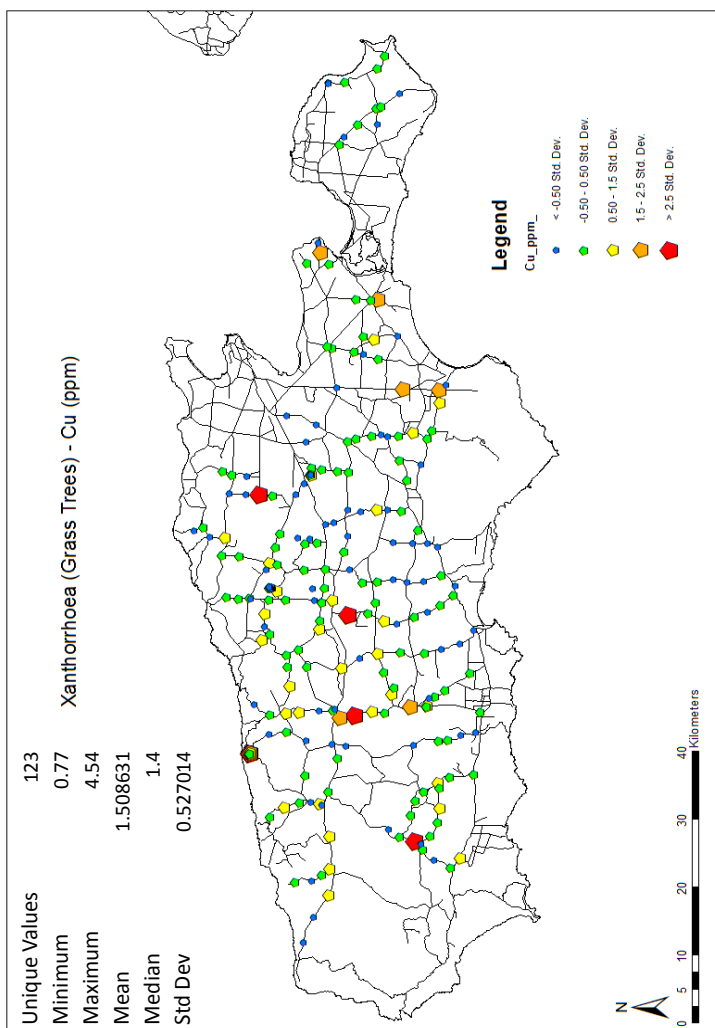 Unique Values 123
Minimum 0.77
Maximum 4.54
Mean 1.508631
Median 1.4
Std Dev 0.527014
Xanthorrhoea (Grass Trees) - Cu (ppm)
Legend
Cu_ppm_
< -0.50 Std. Dev.
-0.50 - 0.50 Std. Dev.
0.50 - 1.5 Std. Dev.
1.5 - 2.5 Std. Dev.
> 2.5 Std. Dev.
N
0 5 10 20 30 40
Kilometers